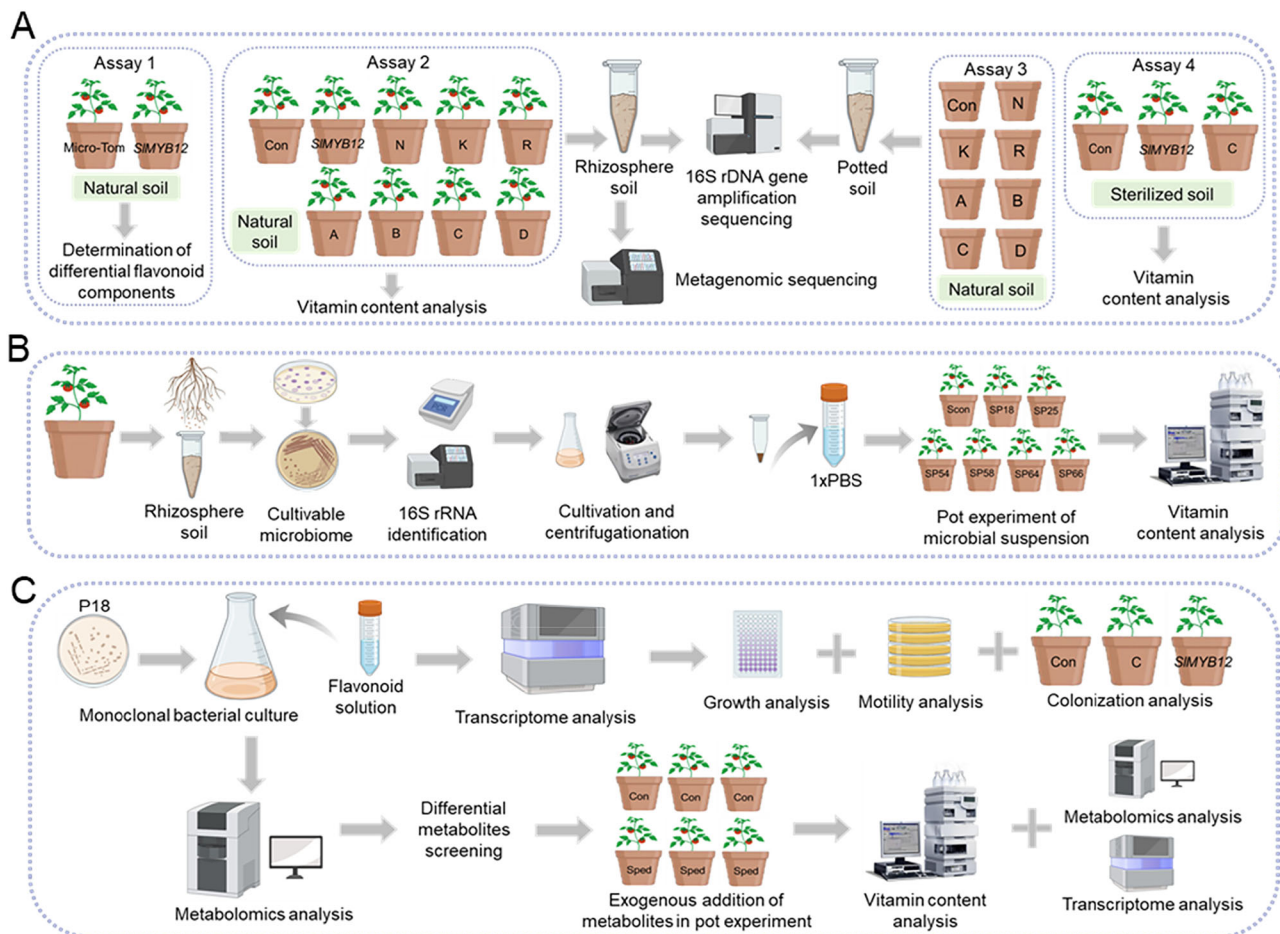 A
Assay 1
Micro-Tom
SlMYB12
Natural soil
Determination of
differential flavonoid
components
Assay 2
Con
SlMYB12
N
K
R
Natural
soil
A
B
C
D
Vitamin content analysis
Rhizosphere
soil
16S rDNA gene
amplification
sequencing
Potted
soil
Metagenomic sequencing
Assay 3
Con
N
K
R
A
B
C
D
Natural soil
Assay 4
Con
SlMYB12
C
Sterilized soil
Vitamin
content analysis
B
Rhizosphere
soil
Cultivable
microbiome
16S rRNA
identification
Cultivation and
centrifugationation
1xPBS
Scon
SP18
SP25
SP54
SP58
SP64
SP66
Pot experiment of
microbial suspension
Vitamin
content analysis
C
P18
Monoclonal bacterial culture
Flavonoid
solution
Transcriptome analysis
Growth analysis
Motility analysis
Con
C
SlMYB12
Colonization analysis
Metabolomics analysis
Differential
metabolites
screening
Con
Con
Con
Sped
Sped
Sped
Exogenous addition of
metabolites in pot experiment
Vitamin content
analysis
Metabolomics analysis
Transcriptome analysis